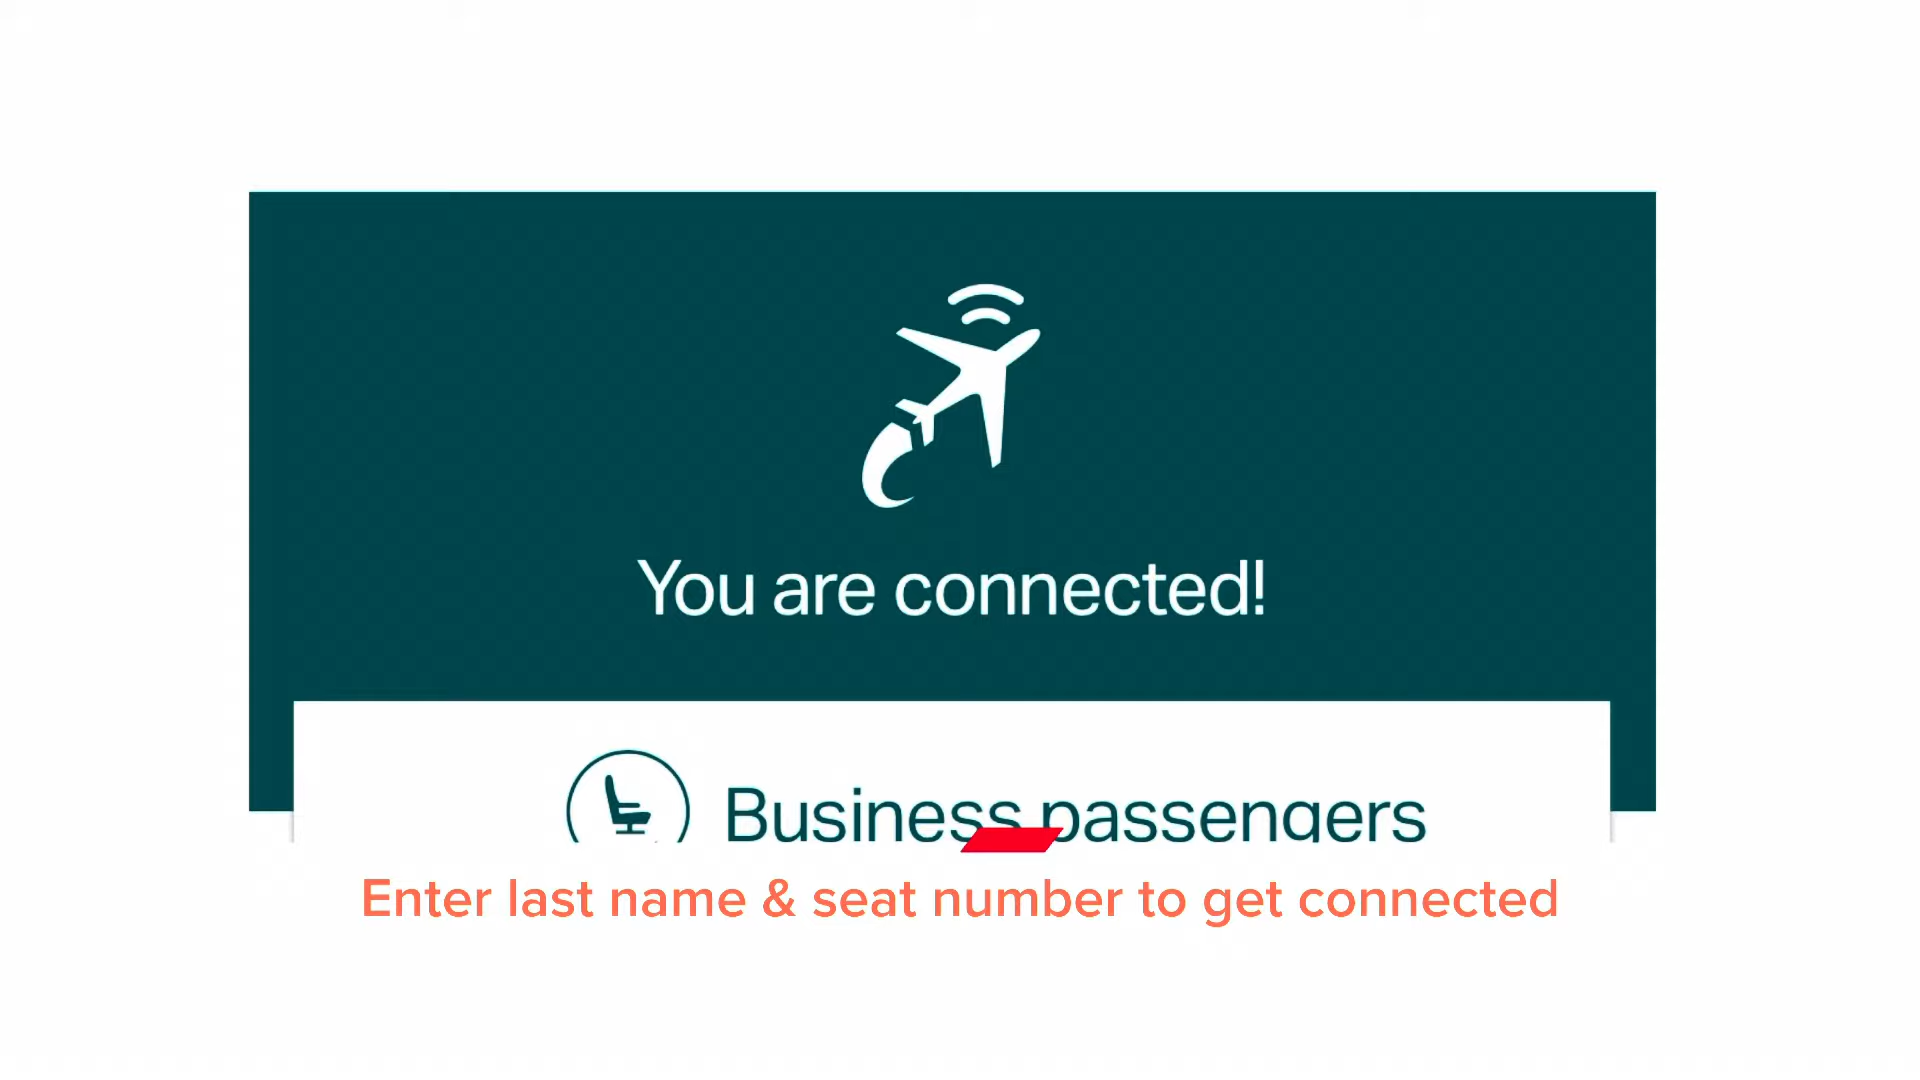 You are connected!
Business passengers
Enter last name & seat number to get connected